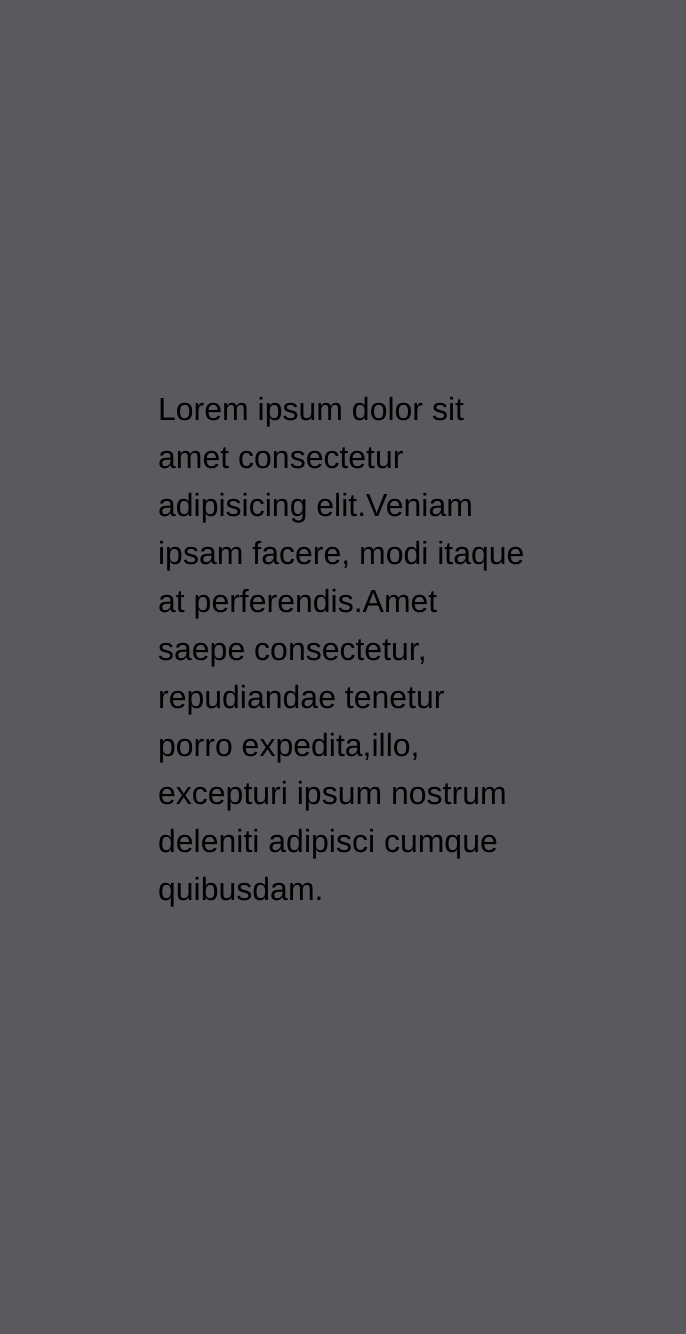 Lorem ipsum dolor sit
amet consectetur
adipisicing elit.Veniam
ipsam facere, modi itaque
at perferendis.Amet
saepe consectetur,
repudiandae tenetur
porro expedita,illo,
excepturi ipsum nostrum
deleniti adipisci cumque
quibusdam.